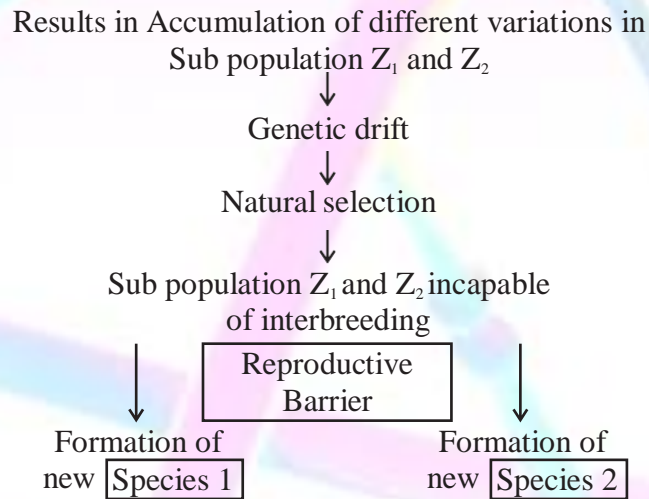 Results in Accumulation of different variations in
Sub population Z₁ and Z₂
Genetic drift
Natural selection
Sub population Z₁ and Z₂ incapable
of interbreeding
Reproductive
Barrier
Formation of
new Species 1
Formation of
new Species 2